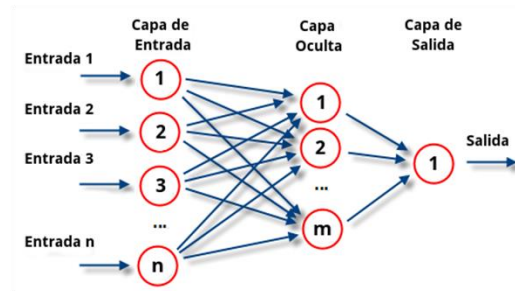 Capa de
Entrada
Capa
Oculta
Capa de
Salida
Entrada 1
1
Entrada 2
2
Entrada 3
3
...
Entrada n
n
1
2
...
m
1
Salida